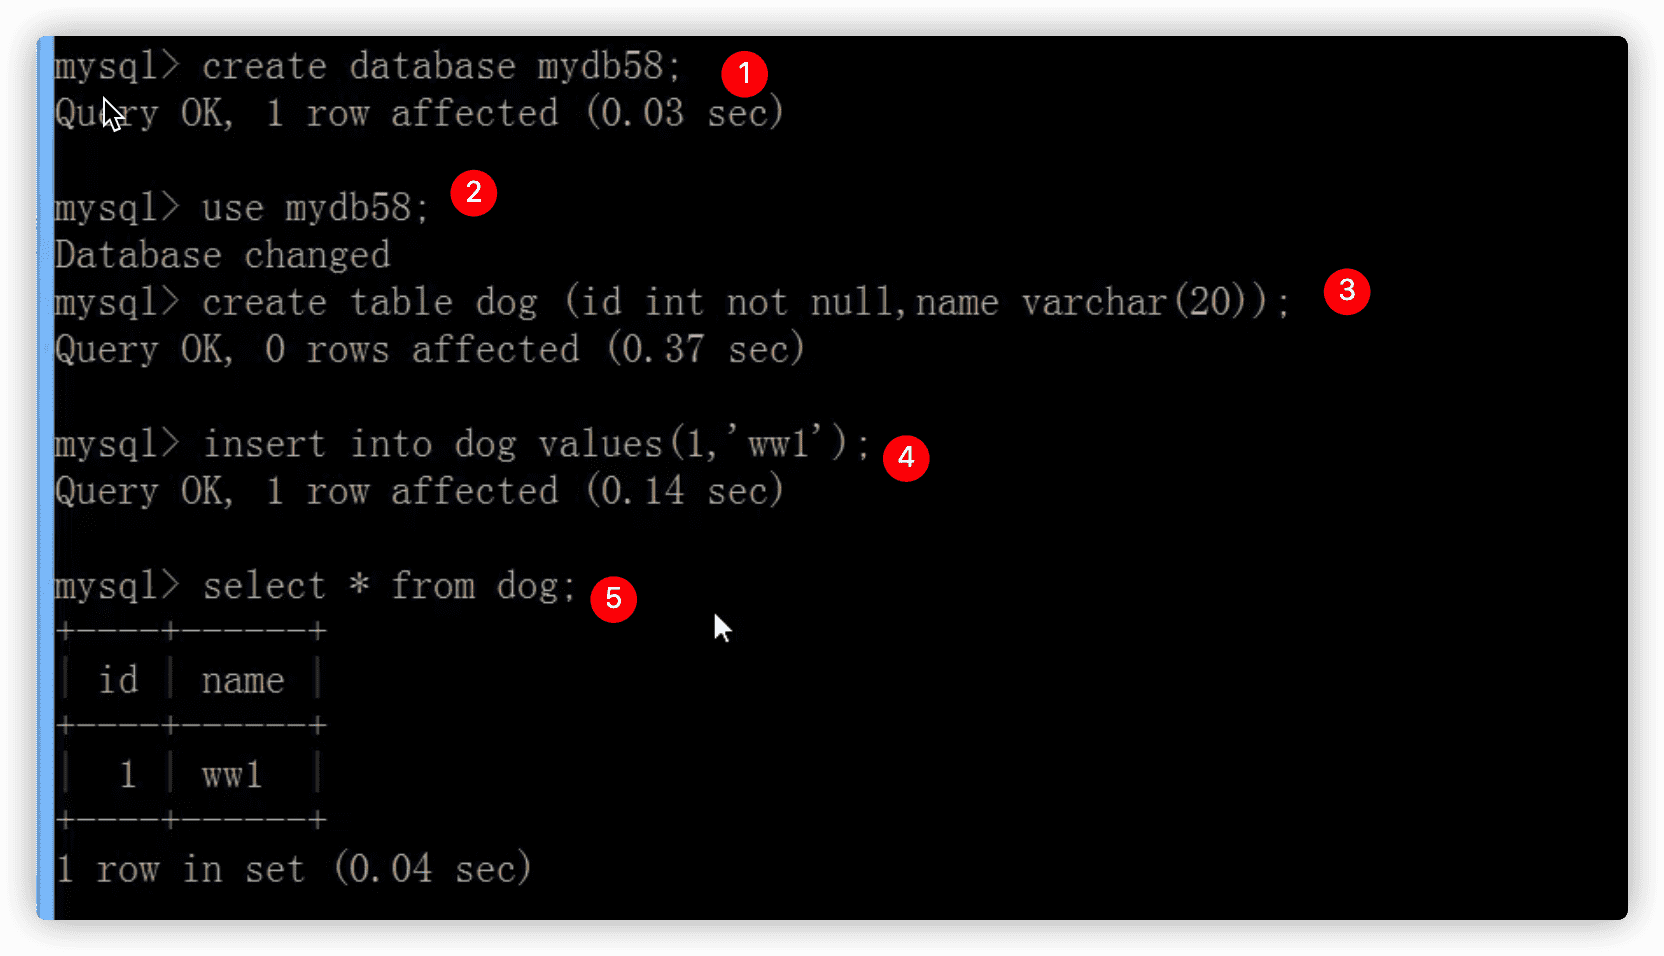 mysql> create database mydb58; 1
Query OK, 1 row affected (0.03 sec)
mysql> use mydb58; 2
Database changed
mysql> create table dog (id int not null,name varchar(20)); 3
Query OK, 0 rows affected (0.37 sec)
mysql> insert into dog values(1,'ww1'); 4
Query OK, 1 row affected (0.14 sec)
mysql> select * from dog; 5
+----+------+
| id | name |
+----+------+
|  1 | ww1  |
+----+------+
1 row in set (0.04 sec)